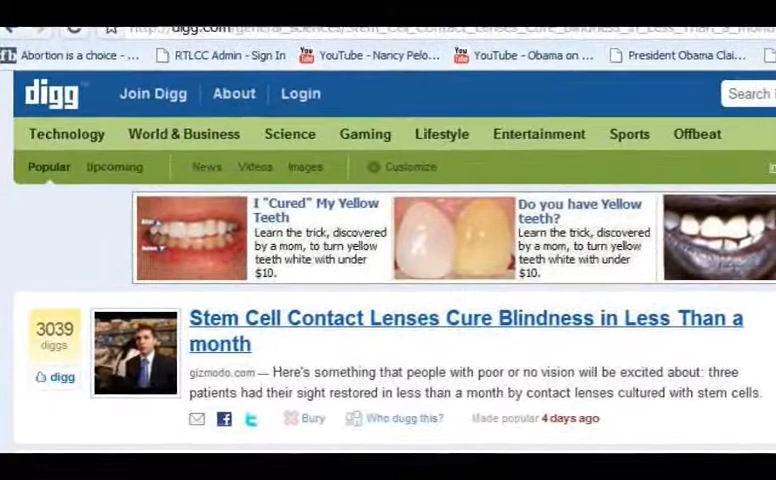 http://digg.com/general_sciences/Stem_Cell_Contact_Lenses_Cure_Blindness_in_Less_Than_a_month
Abortion is a choice - ... RTLCC Admin - Sign In YouTube - Nancy Pelo... YouTube - Obama on ... President Obama Clai...
digg Join Digg About Login Search
Technology World & Business Science Gaming Lifestyle Entertainment Sports Offbeat
Popular Upcoming News Videos Images Customize
I "Cured" My Yellow
Teeth
Learn the trick, discovered
by a mom, to turn yellow
teeth white with under
$10.
Do you have Yellow
teeth?
Learn the trick, discovered
by a mom, to turn yellow
teeth white with under
$10.
3039
diggs
digg
Stem Cell Contact Lenses Cure Blindness in Less Than a
month
gizmodo.com — Here's something that people with poor or no vision will be excited about: three
patients had their sight restored in less than a month by contact lenses cultured with stem cells.
Bury Who dugg this? Made popular 4 days ago